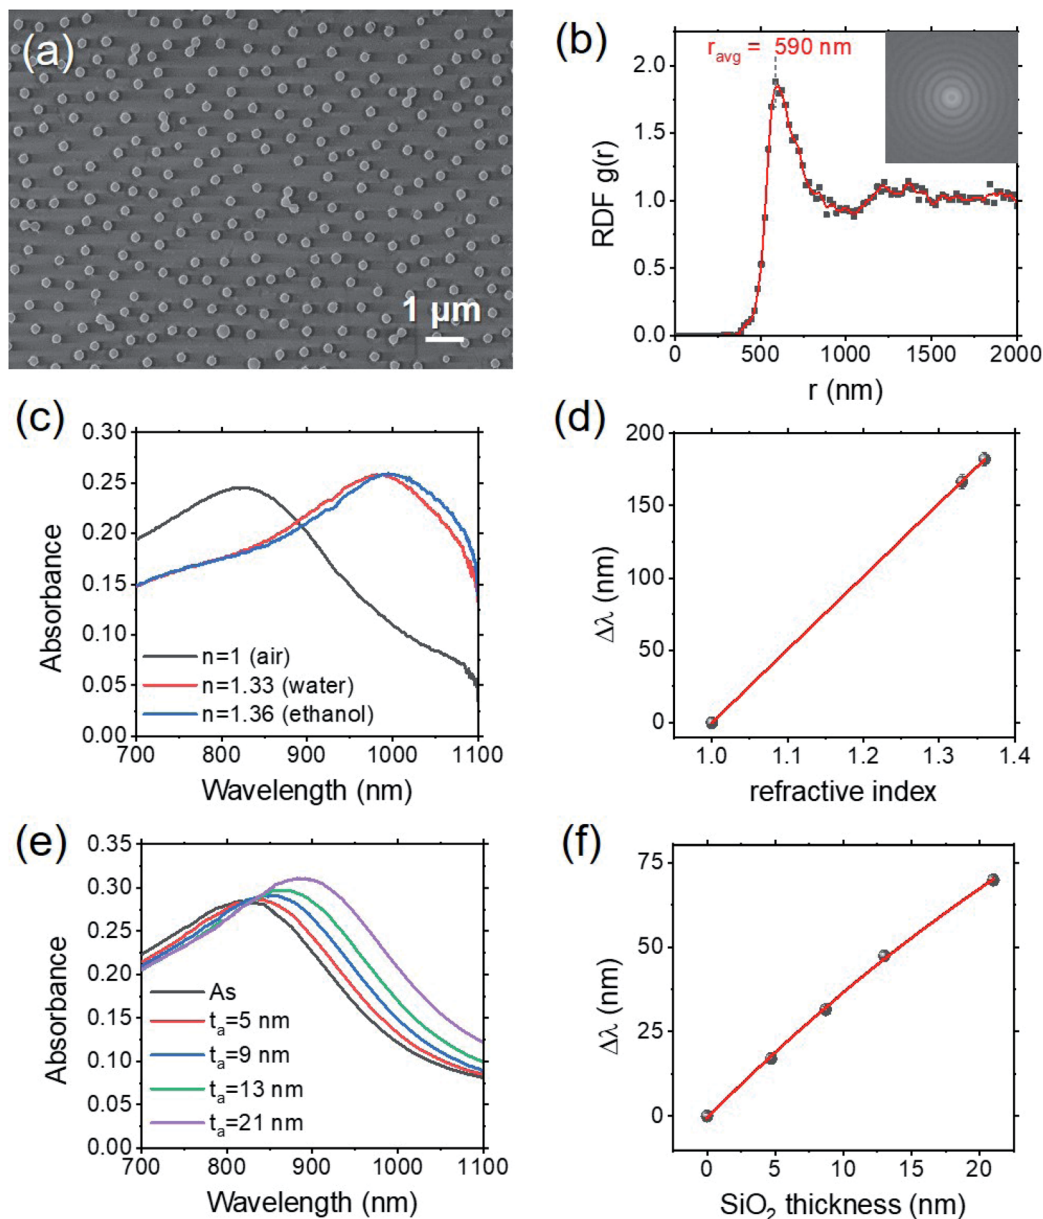 (a)
1 µm
(b)
r_avg = 590 nm
2.0
1.5
1.0
0.5
0.0
RDF g(r)
0 500 1000 1500 2000
r (nm)
(c)
0.30
0.25
0.20
0.15
0.10
0.05
0.00
Absorbance
n=1 (air)
n=1.33 (water)
n=1.36 (ethanol)
700 800 900 1000 1100
Wavelength (nm)
(d)
200
150
100
50
0
Δλ (nm)
1.0 1.1 1.2 1.3 1.4
refractive index
(e)
0.35
0.30
0.25
0.20
0.15
0.10
0.05
0.00
Absorbance
As
t_a=5 nm
t_a=9 nm
t_a=13 nm
t_a=21 nm
700 800 900 1000 1100
Wavelength (nm)
(f)
75
50
25
0
Δλ (nm)
0 5 10 15 20
SiO₂ thickness (nm)